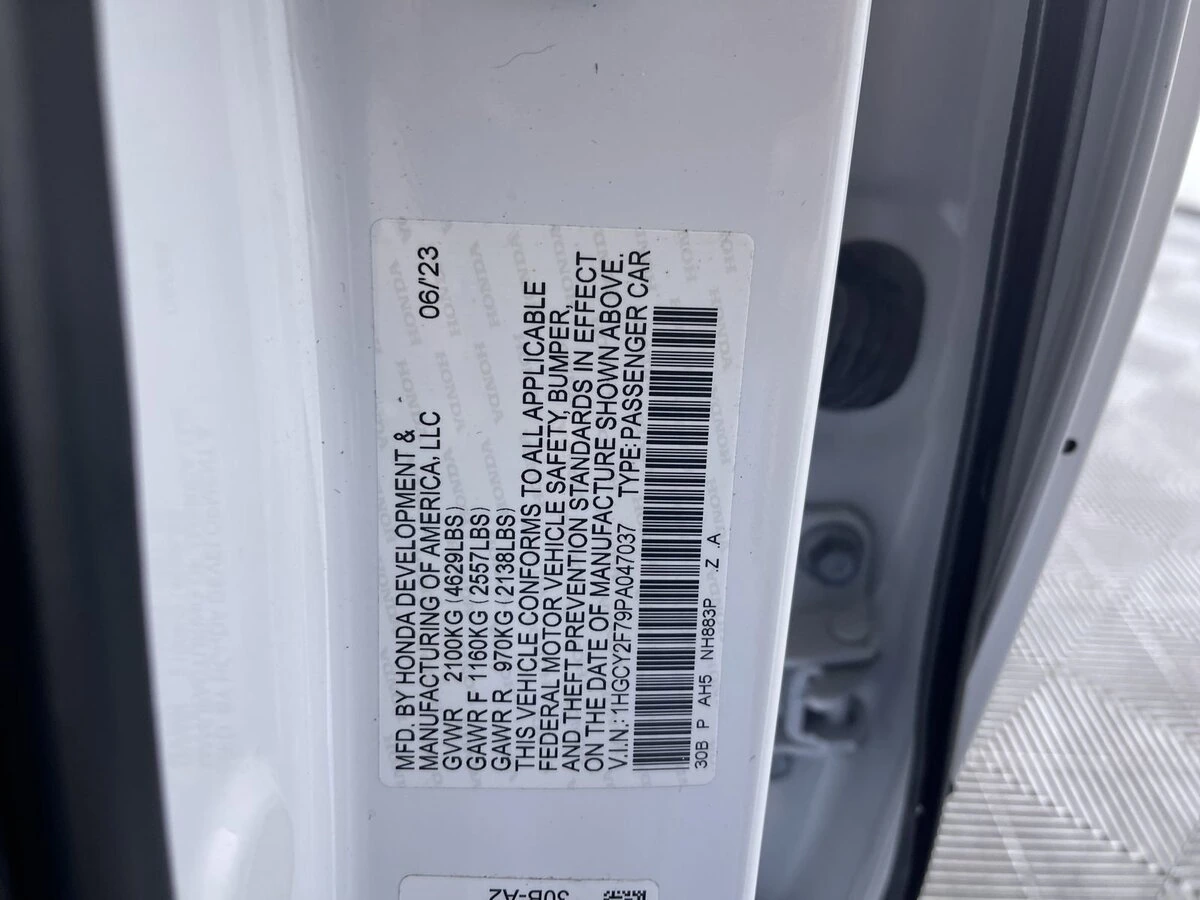 MFD. BY HONDA DEVELOPMENT &
MANUFACTURING OF AMERICA, LLC 06/'23
GVWR 2100KG (4629LBS)
GAWR F 1160KG (2557LBS)
GAWR R 970KG (2138LBS)
THIS VEHICLE CONFORMS TO ALL APPLICABLE
FEDERAL MOTOR VEHICLE SAFETY, BUMPER,
AND THEFT PREVENTION STANDARDS IN EFFECT
ON THE DATE OF MANUFACTURE SHOWN ABOVE.
V.I.N.: 1HGCY2F79PA047037 TYPE: PASSENGER CAR
30B P AH5 NH883P .Z .A
30B-A2